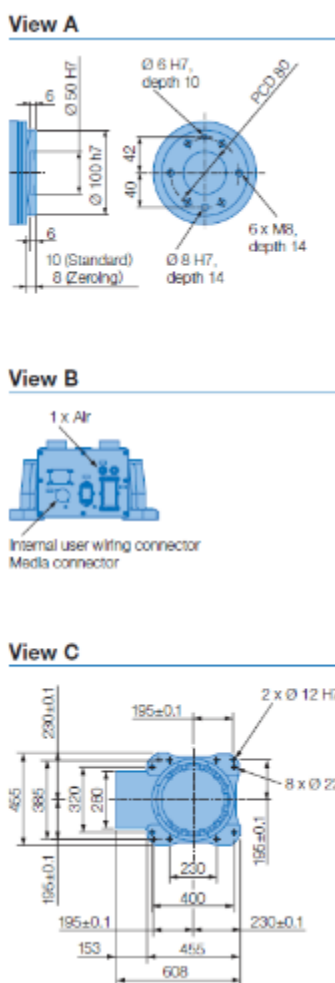 View A
6
Ø 50 H7
Ø 100 h7
6
10 (Standard)
8 (Zeroing)
Ø 6 H7,
depth 10
PCD 80
42
40
6 x M8,
depth 14
Ø 8 H7,
depth 14
View B
1 x Air
Internal user wiring connector
Media connector
View C
2 x Ø 12 H7
195±0.1
230±0.1
455
385
320
280
8 x Ø 22
195±0.1
195±0.1
230
400
195±0.1
230±0.1
153
455
608